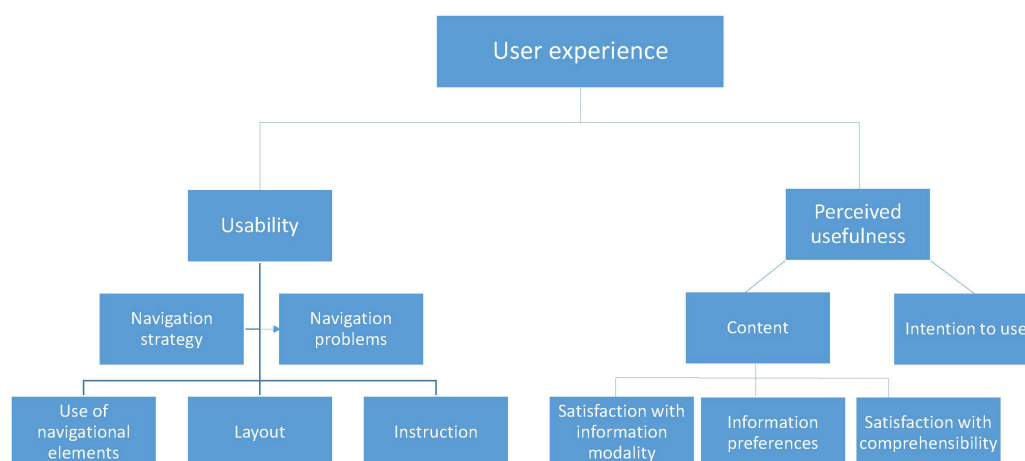 User experience
Usability
Perceived
usefulness
Navigation
strategy
Navigation
problems
Content
Intention to use
Use of
navigational
elements
Layout
Instruction
Satisfaction with
information
modality
Information
preferences
Satisfaction with
comprehensibility